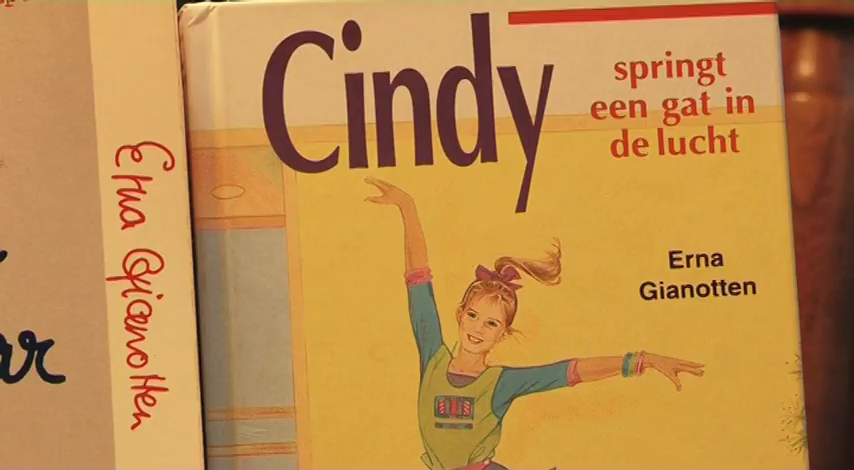 Erna Gianotten
Cindy
springt
een gat in
de lucht
Erna
Gianotten